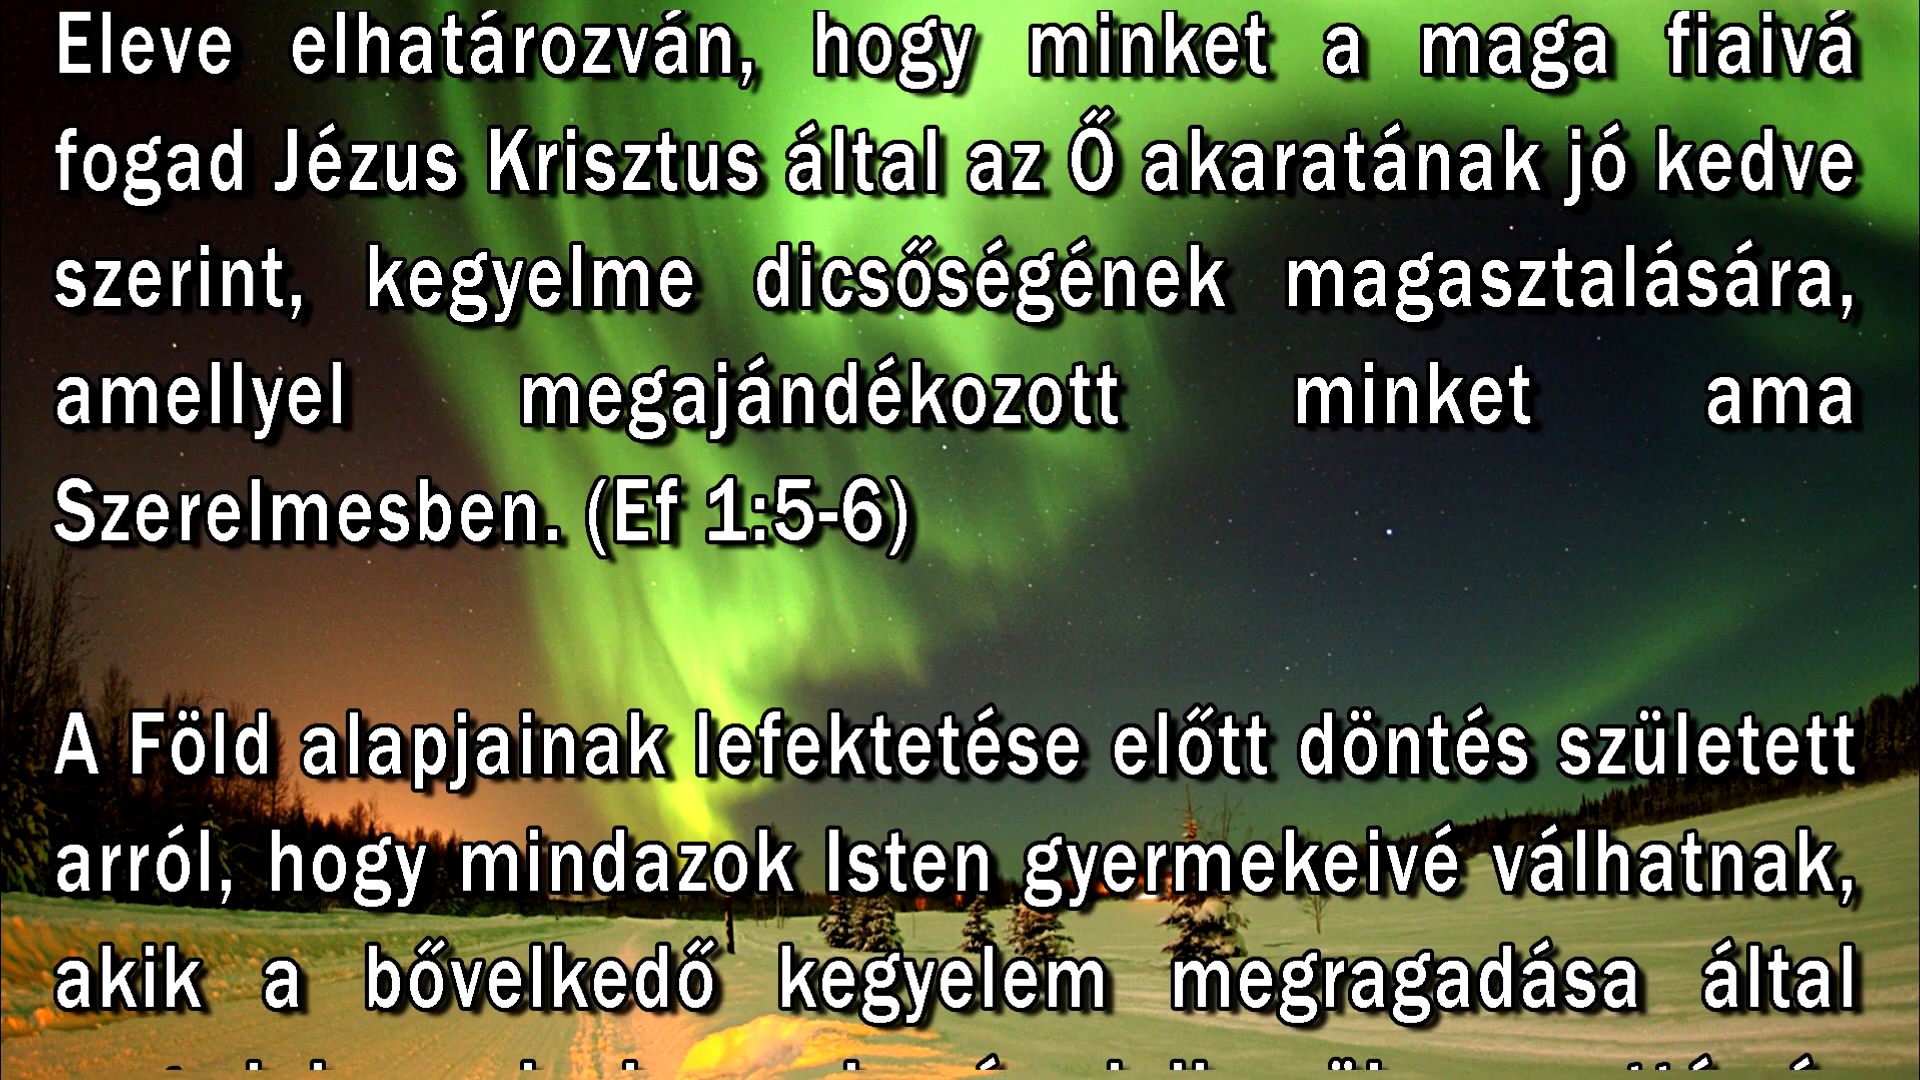 Eleve elhatározván, hogy minket a maga fiaivá
fogad Jézus Krisztus által az Ő akaratának jó kedve
szerint, kegyelme dicsőségének magasztalására,
amellyel megajándékozott minket ama
Szerelmesben. (Ef 1:5-6)
A Föld alapjainak lefektetése előtt döntés született
arról, hogy mindazok Isten gyermekeivé válhatnak,
akik a bővelkedő kegyelem megragadása által